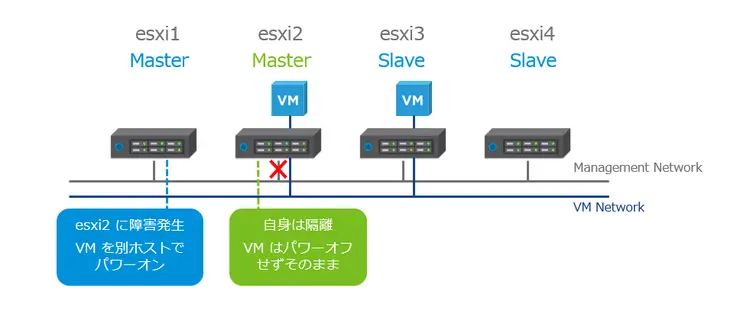 esxi1
esxi2
esxi3
esxi4
Master
Master
Slave
Slave
VM
VM
Management Network
VM Network
esxi2 に障害発生
VM を別ホストで
パワーオン
自身は隔離
VM はパワーオフ
せずそのまま